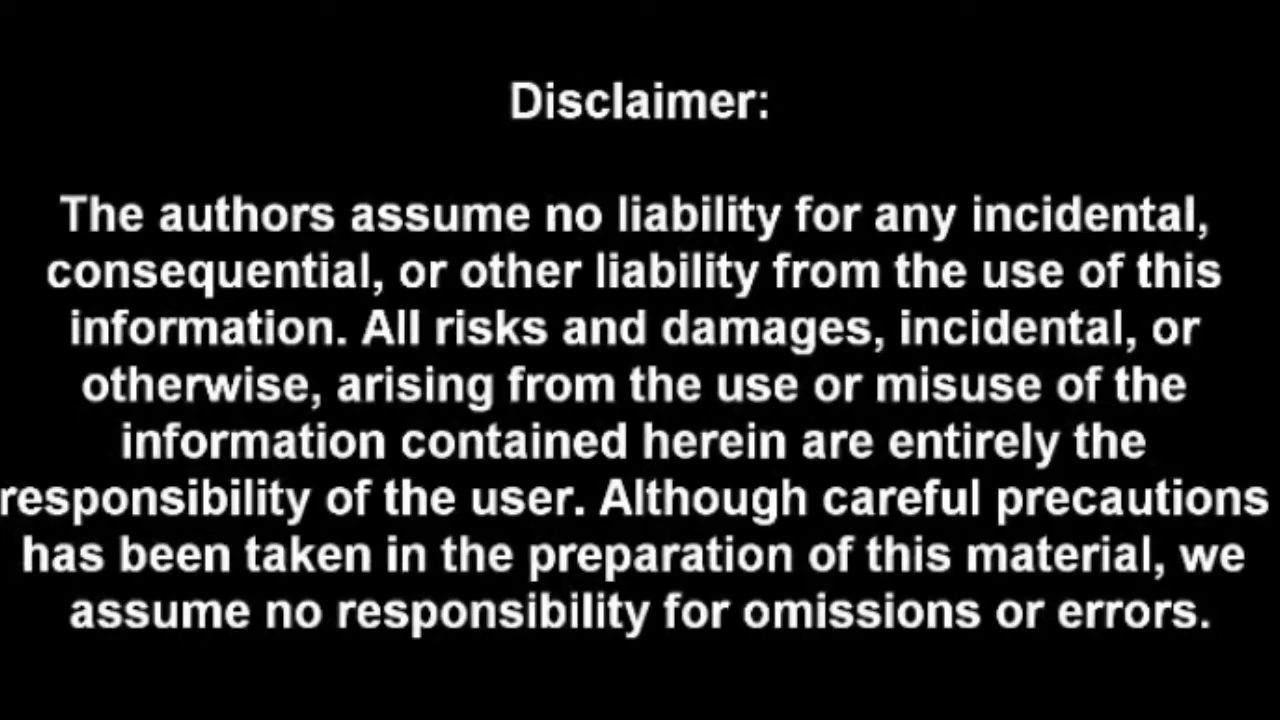 Disclaimer:
The authors assume no liability for any incidental,
consequential, or other liability from the use of this
information. All risks and damages, incidental, or
otherwise, arising from the use or misuse of the
information contained herein are entirely the
responsibility of the user. Although careful precautions
has been taken in the preparation of this material, we
assume no responsibility for omissions or errors.